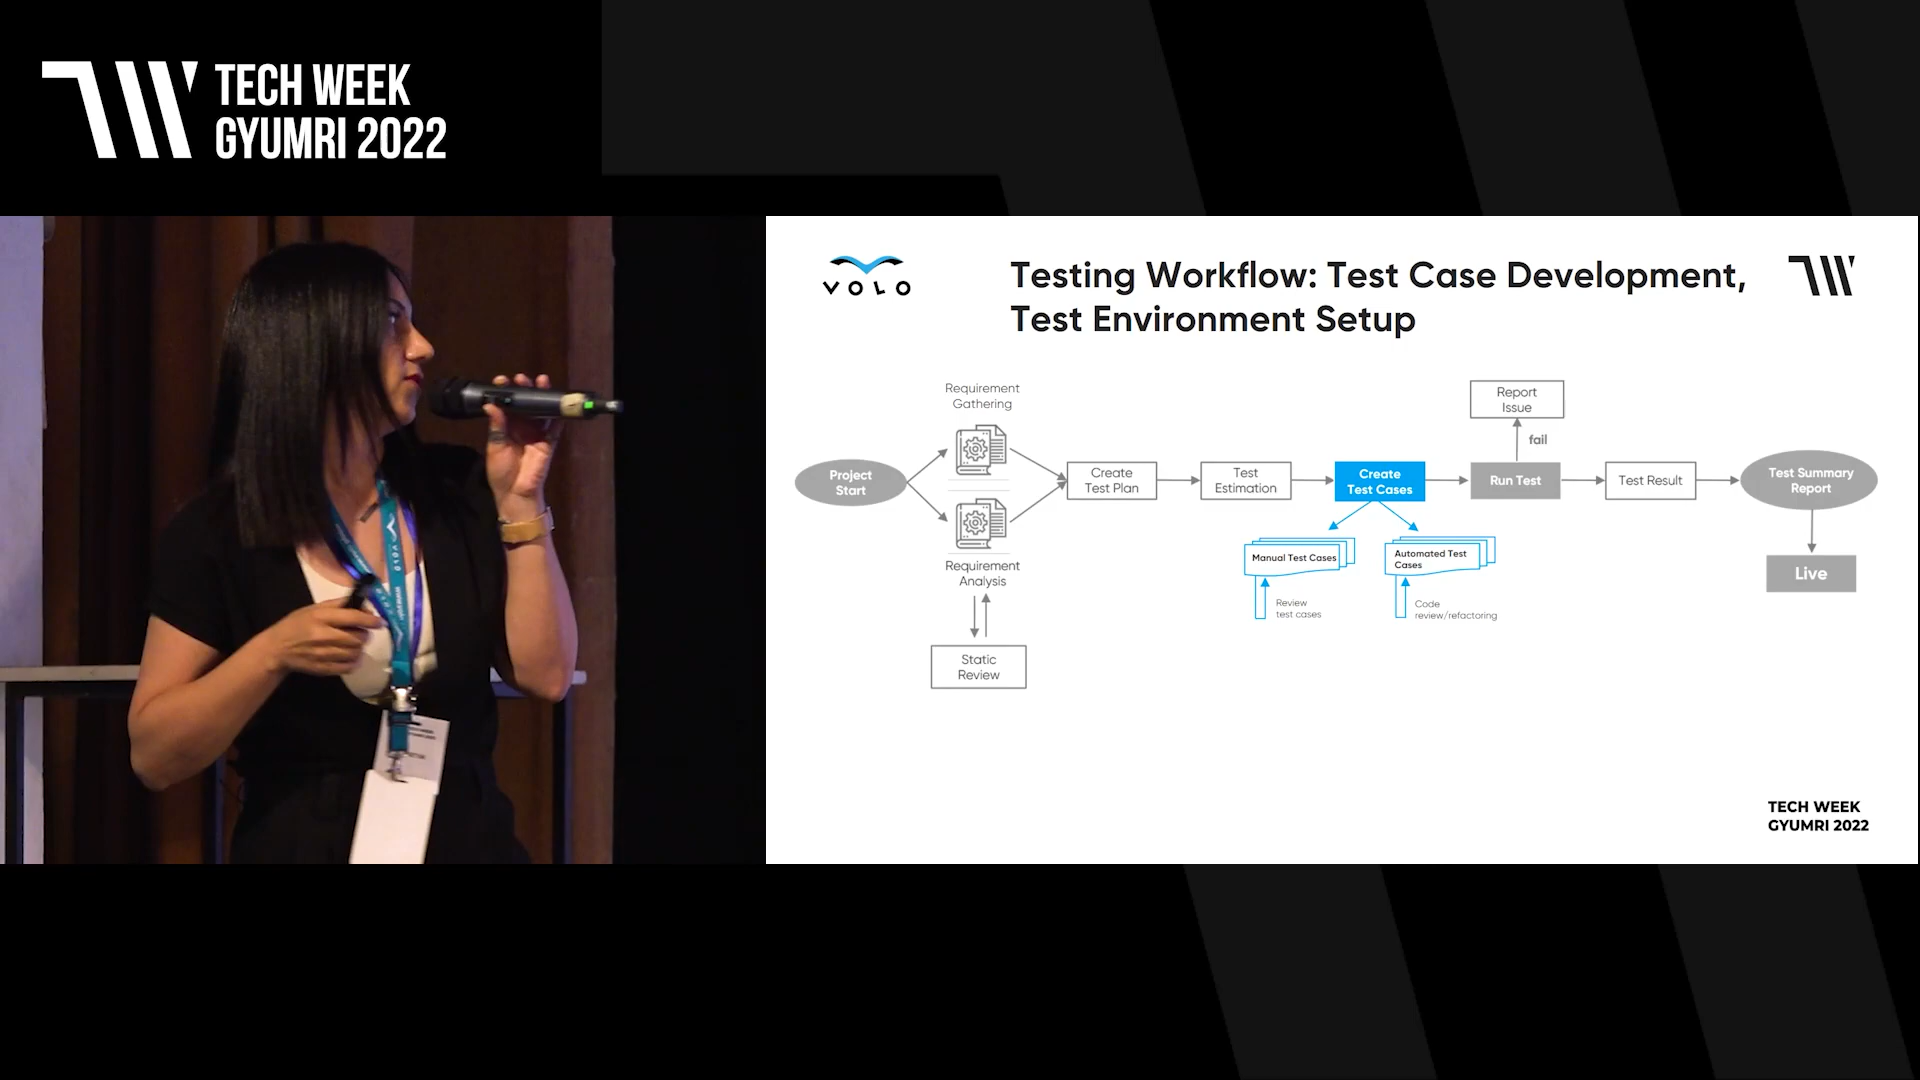 TECH WEEK
GYUMRI 2022
VOLO
Testing Workflow: Test Case Development,
Test Environment Setup
Requirement
Gathering
Project
Start
Requirement
Analysis
Static
Review
Create
Test Plan
Test
Estimation
Create
Test Cases
Manual Test Cases
Review
test cases
Automated Test
Cases
Code
review/refactoring
Run Test
fail
Report
Issue
Test Result
Test Summary
Report
Live
TECH WEEK
GYUMRI 2022
VOLO